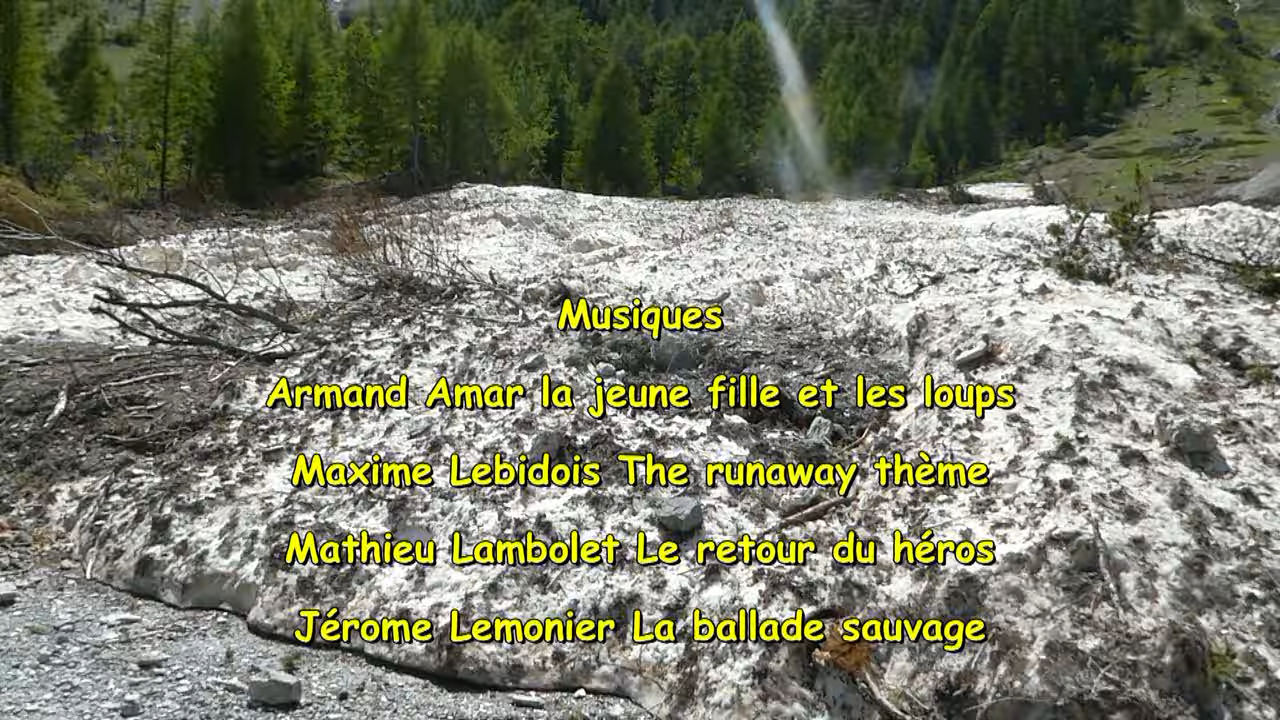 Musiques
Armand Amar la jeune fille et les loups
Maxime Lebidois The runaway thème
Mathieu Lambolet Le retour du héros
Jérome Lemonier La ballade sauvage